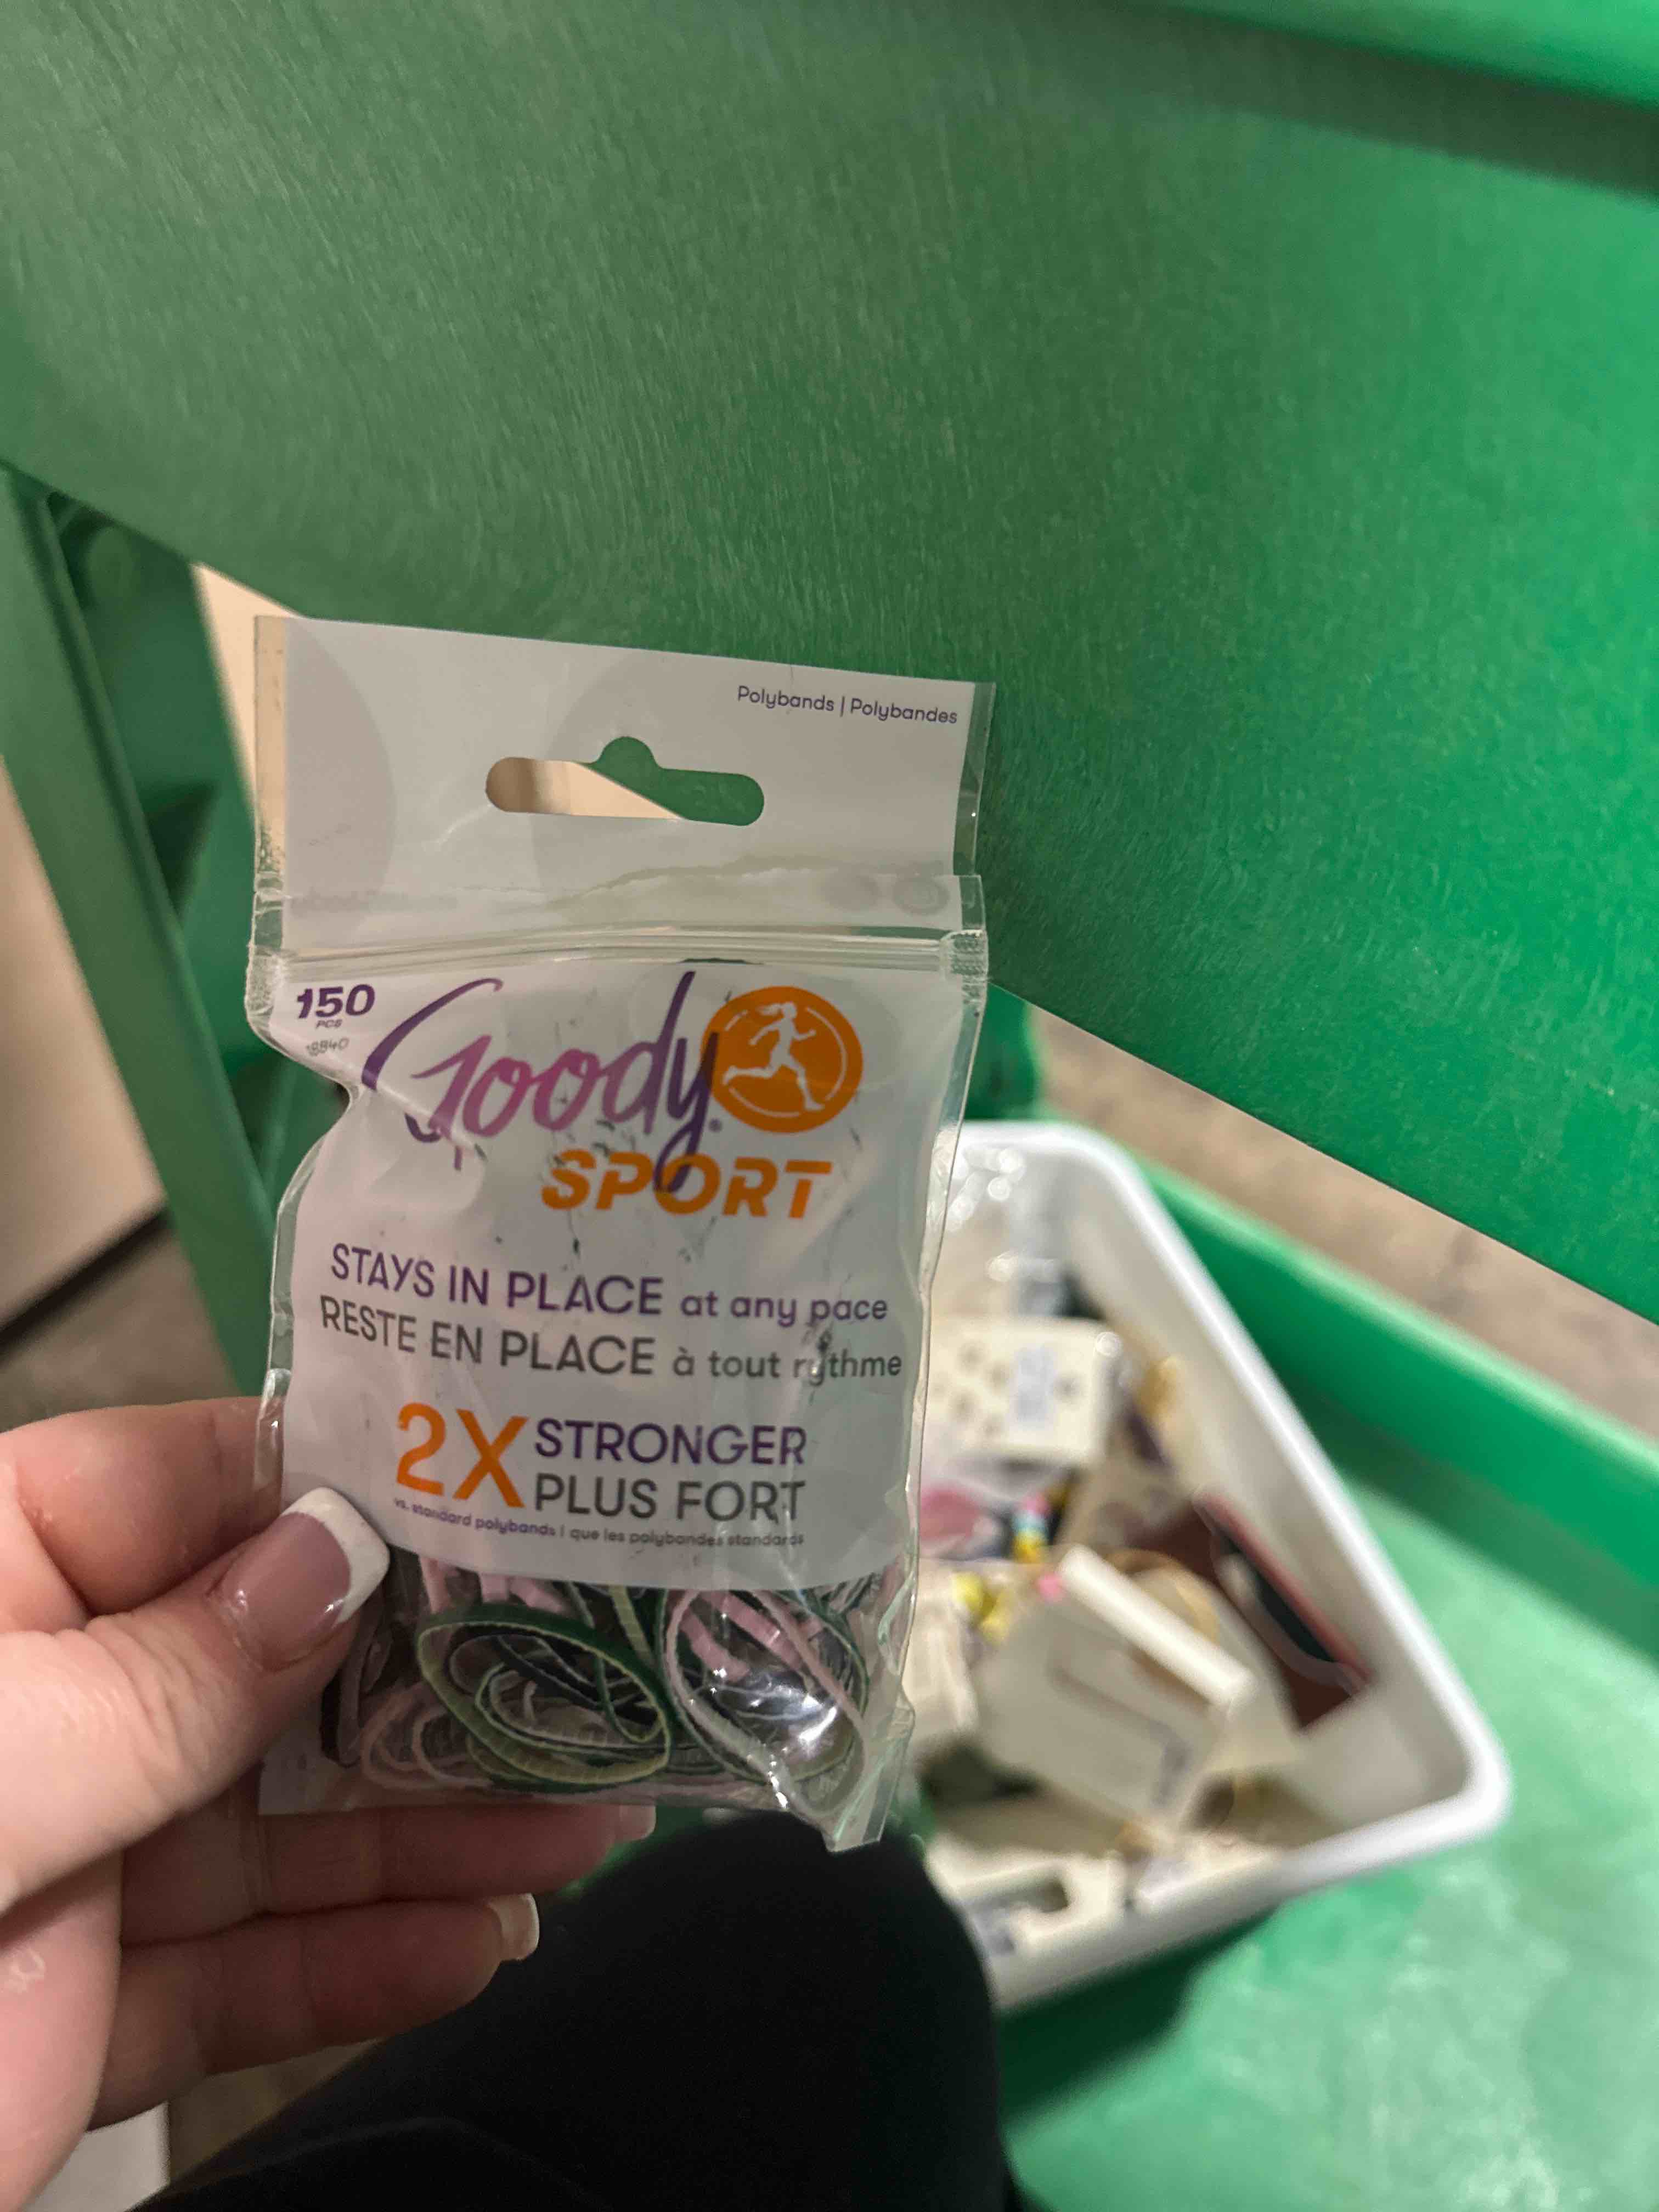 Polybands | Polybandes
150
PCS
Goody
SPORT
STAYS IN PLACE at any pace
RESTE EN PLACE à tout rythme
2X STRONGER
PLUS FORT
vs. standard polybands | que les polybandes standards